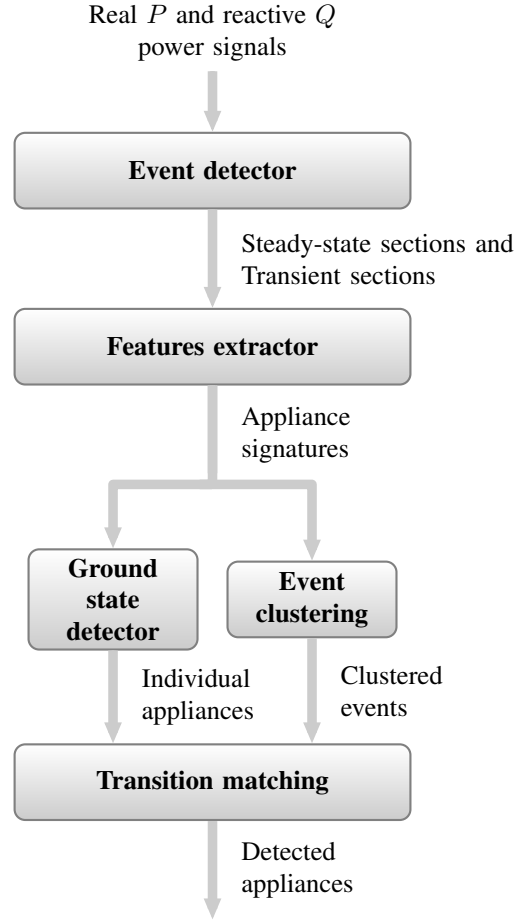 Real P and reactive Q
power signals
Event detector
Steady-state sections and
Transient sections
Features extractor
Appliance
signatures
Ground
state
detector
Event
clustering
Individual
appliances
Clustered
events
Transition matching
Detected
appliances